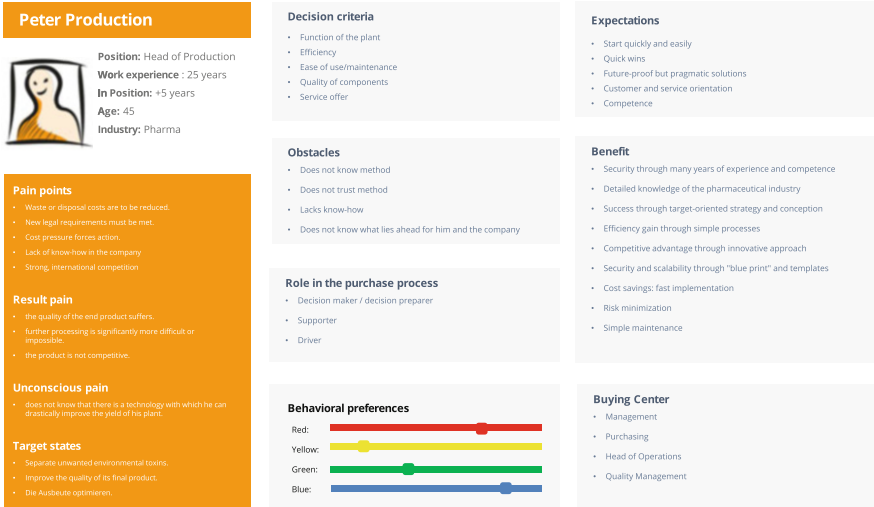 Peter Production
Position: Head of Production
Work experience : 25 years
In Position: +5 years
Age: 45
Industry: Pharma
Pain points
• Waste or disposal costs are to be reduced.
• New legal requirements must be met.
• Cost pressure forces action.
• Lack of know-how in the company
• Strong, international competition
Result pain
• the quality of the end product suffers.
• further processing is significantly more difficult or
impossible.
• the product is not competitive.
Unconscious pain
• does not know that there is a technology with which he can
drastically improve the yield of his plant.
Target states
• Separate unwanted environmental toxins.
• Improve the quality of its final product.
• Die Ausbeute optimieren.
Decision criteria
• Function of the plant
• Efficiency
• Ease of use/maintenance
• Quality of components
• Service offer
Obstacles
• Does not know method
• Does not trust method
• Lacks know-how
• Does not know what lies ahead for him and the company
Role in the purchase process
• Decision maker / decision preparer
• Supporter
• Driver
Behavioral preferences
Red:
Yellow:
Green:
Blue:
Expectations
• Start quickly and easily
• Quick wins
• Future-proof but pragmatic solutions
• Customer and service orientation
• Competence
Benefit
• Security through many years of experience and competence
• Detailed knowledge of the pharmaceutical industry
• Success through target-oriented strategy and conception
• Efficiency gain through simple processes
• Competitive advantage through innovative approach
• Security and scalability through "blue print" and templates
• Cost savings: fast implementation
• Risk minimization
• Simple maintenance
Buying Center
• Management
• Purchasing
• Head of Operations
• Quality Management